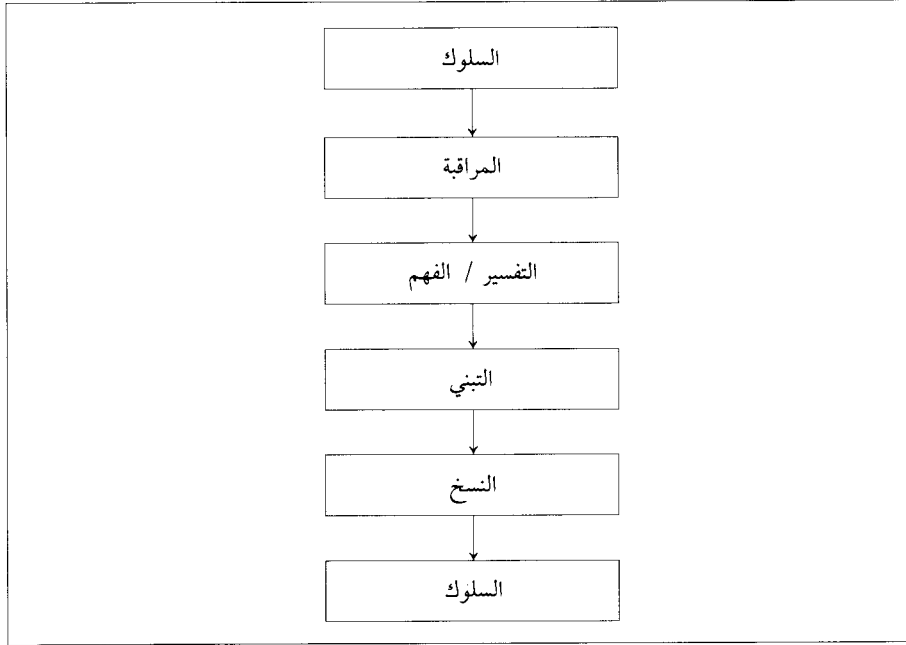 السلوك
المراقبة
التفسير / الفهم
التبني
النسخ
السلوك